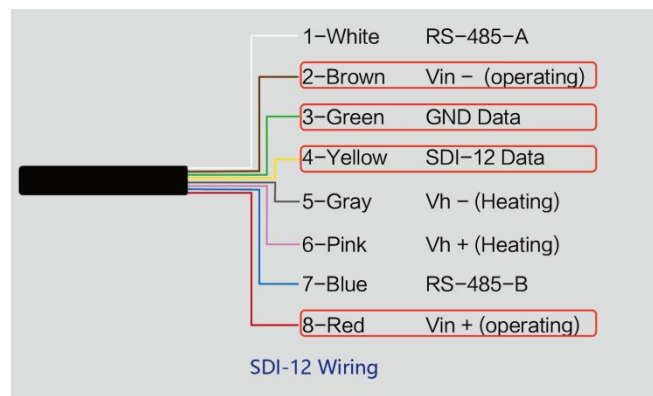 1-White RS-485-A
2-Brown Vin - (operating)
3-Green GND Data
4-Yellow SDI-12 Data
5-Gray Vh - (Heating)
6-Pink Vh + (Heating)
7-Blue RS-485-B
8-Red Vin + (operating)
SDI-12 Wiring